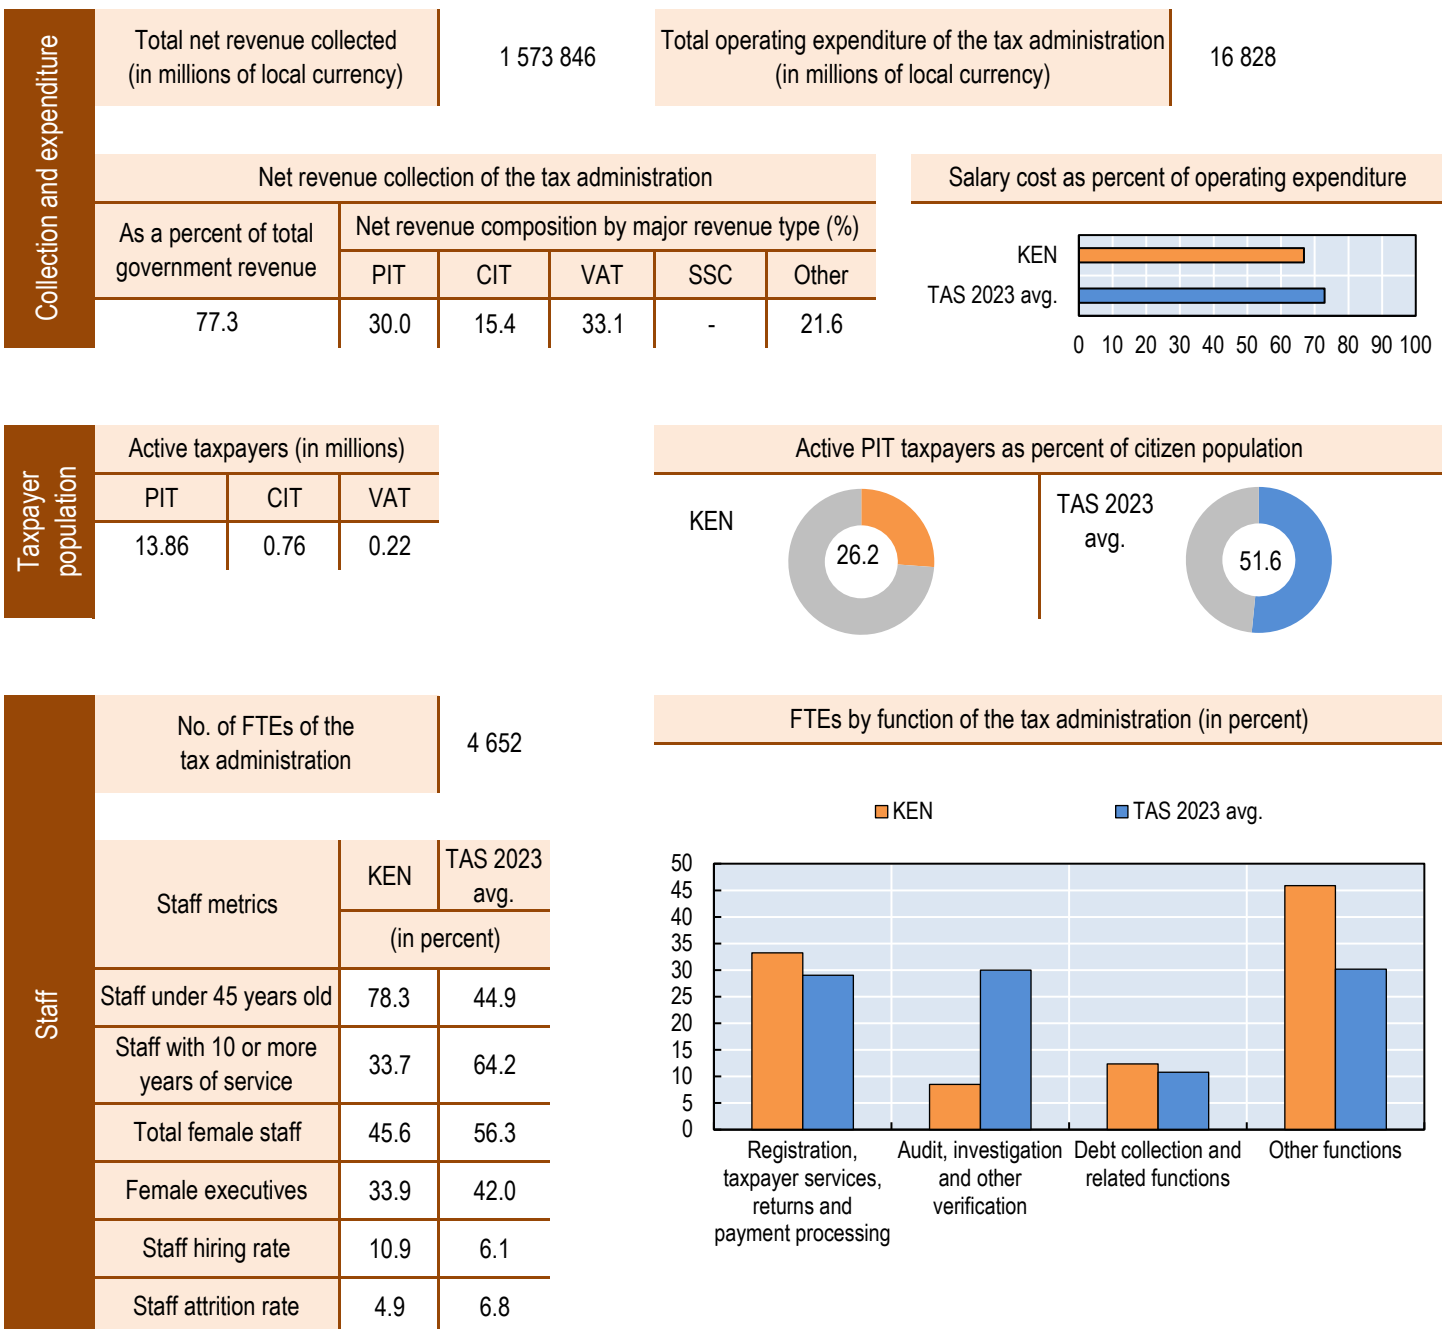 Collection and expenditure
Total net revenue collected
(in millions of local currency)
1 573 846
Total operating expenditure of the tax administration
(in millions of local currency)
16 828
Net revenue collection of the tax administration
As a percent of total
government revenue
Net revenue composition by major revenue type (%)
PIT CIT VAT SSC Other
77.3 30.0 15.4 33.1 - 21.6
Salary cost as percent of operating expenditure
KEN
TAS 2023 avg.
0 10 20 30 40 50 60 70 80 90 100
Taxpayer
population
Active taxpayers (in millions)
PIT CIT VAT
13.86 0.76 0.22
Active PIT taxpayers as percent of citizen population
KEN
26.2
TAS 2023
avg.
51.6
Staff
No. of FTEs of the
tax administration
4 652
Staff metrics
KEN
TAS 2023
avg.
(in percent)
Staff under 45 years old 78.3 44.9
Staff with 10 or more
years of service
33.7 64.2
Total female staff 45.6 56.3
Female executives 33.9 42.0
Staff hiring rate 10.9 6.1
Staff attrition rate 4.9 6.8
FTEs by function of the tax administration (in percent)
KEN
TAS 2023 avg.
50
45
40
35
30
25
20
15
10
5
0
Registration,
taxpayer services,
returns and
payment processing
Audit, investigation
and other
verification
Debt collection and
related functions
Other functions